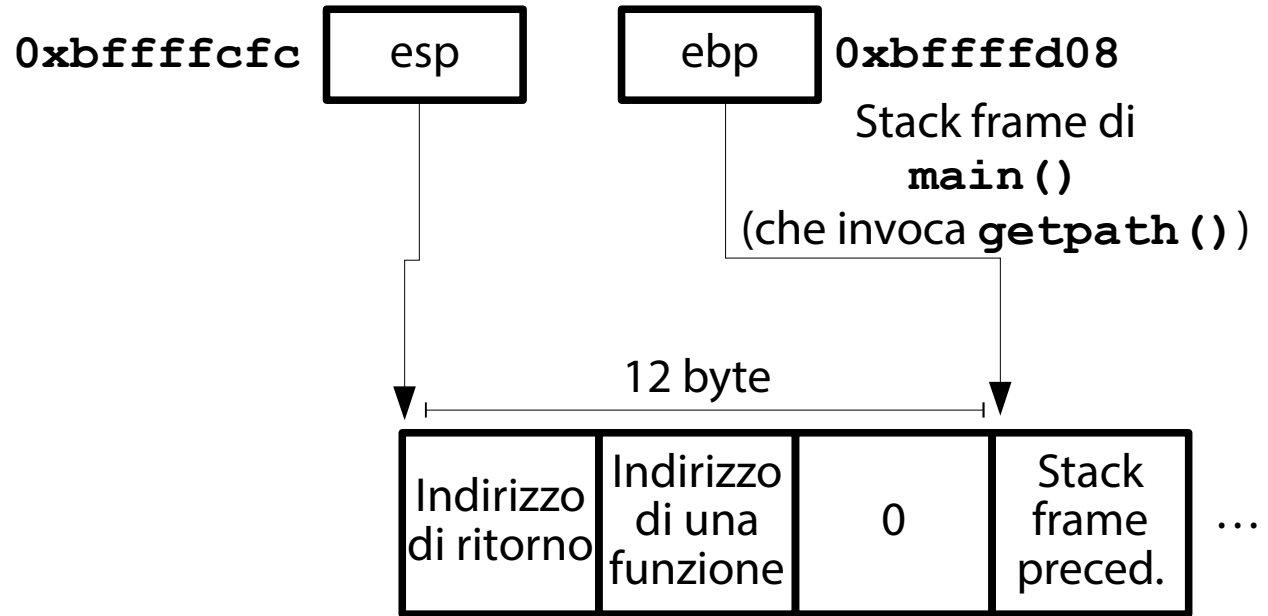 0xbffffcfc
esp
ebp
0xbffffd08
Stack frame di
main()
(che invoca getpath())
12 byte
Indirizzo
di ritorno
Indirizzo
di una
funzione
0
Stack
frame
preced.
…